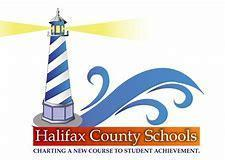 Halifax County Schools
CHARTING A NEW COURSE TO STUDENT ACHIEVEMENT.